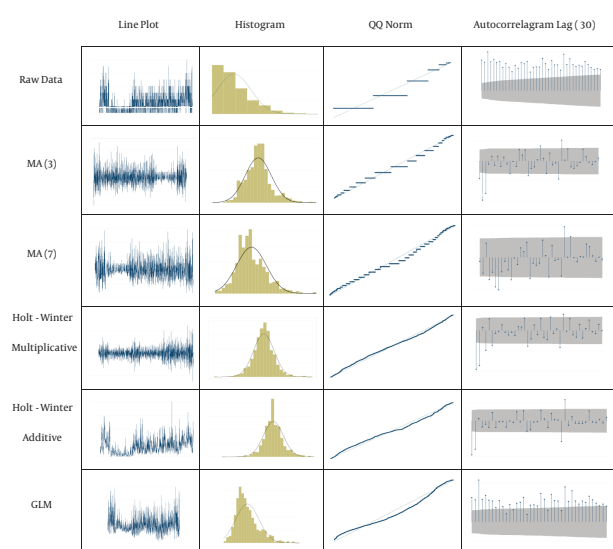 Line Plot
Histogram
QQ Norm
Autocorrelagram Lag ( 30)
Raw Data
MA (3)
MA (7)
Holt - Winter
Multiplicative
Holt - Winter
Additive
GLM